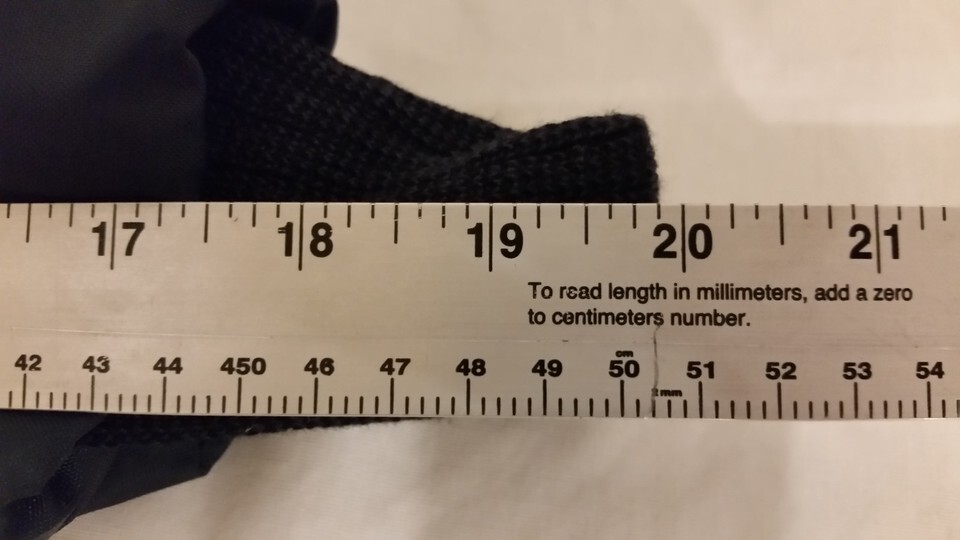 17 18 19 20 21
To read length in millimeters, add a zero
to centimeters number.
cm
42 43 44 450 46 47 48 49 50 51 52 53 54
1mm